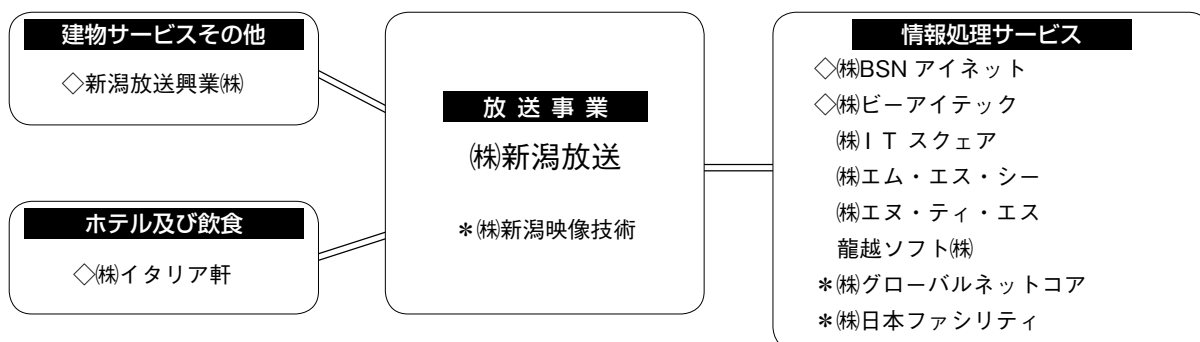 建物サービスその他
◇新潟放送興業㈱
ホテル及び飲食
◇㈱イタリア軒
放送事業
㈱新潟放送
＊㈱新潟映像技術
情報処理サービス
◇㈱BSN アイネット
◇㈱ビーアイテック
㈱I T スクェア
㈱エム・エス・シー
㈱エヌ・ティ・エス
龍越ソフト㈱
＊㈱グローバルネットコア
＊㈱日本ファシリティ